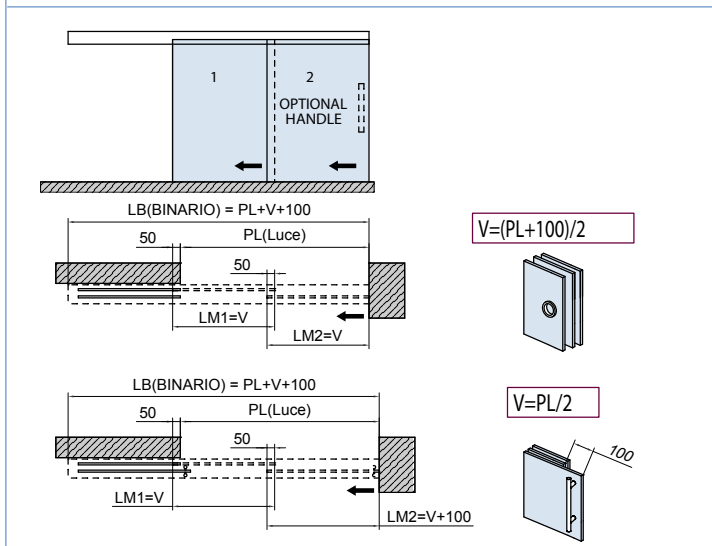 1
2
OPTIONAL
HANDLE
LB(BINARIO) = PL+V+100
50
PL(Luce)
50
LM1=V
LM2=V
V=(PL+100)/2
LB(BINARIO) = PL+V+100
50
PL(Luce)
50
LM1=V
LM2=V+100
V=PL/2
100